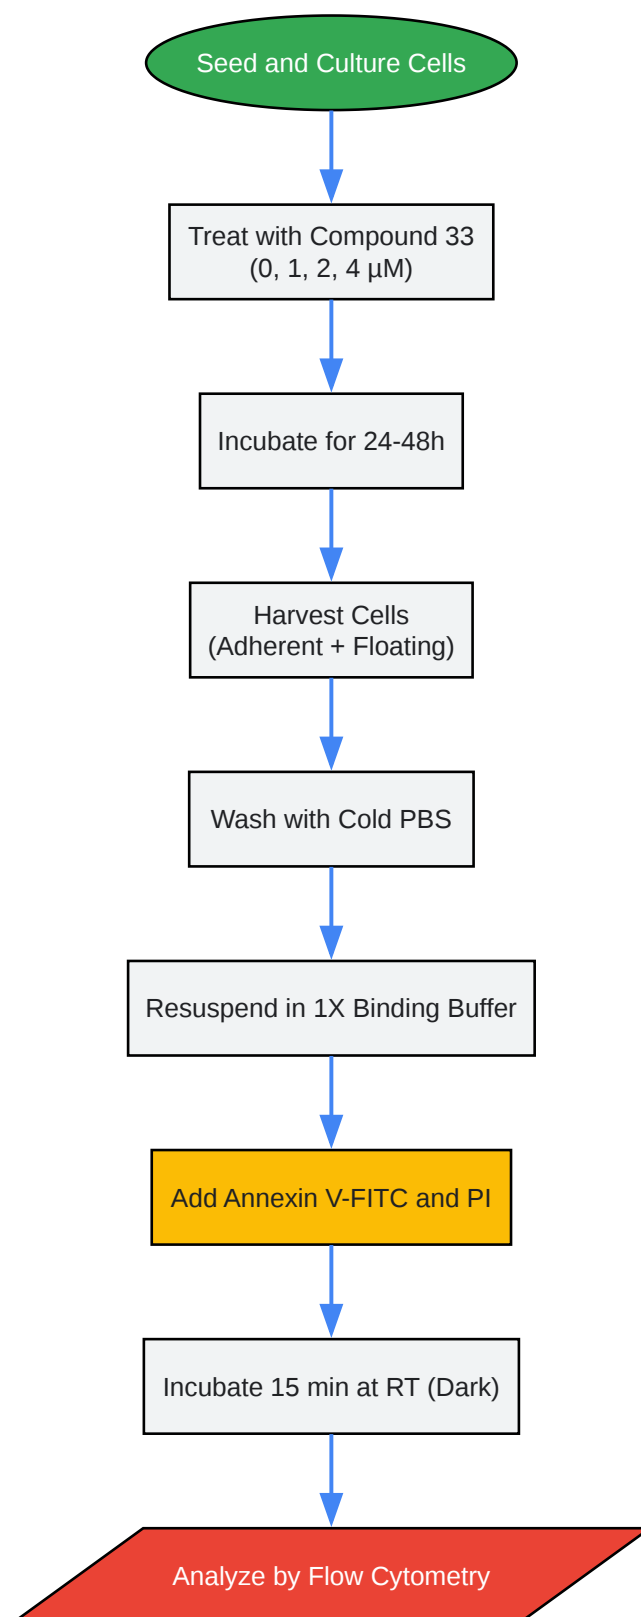 Seed and Culture Cells
Treat with Compound 33
(0, 1, 2, 4 µM)
Incubate for 24-48h
Harvest Cells
(Adherent + Floating)
Wash with Cold PBS
Resuspend in 1X Binding Buffer
Add Annexin V-FITC and PI
Incubate 15 min at RT (Dark)
Analyze by Flow Cytometry